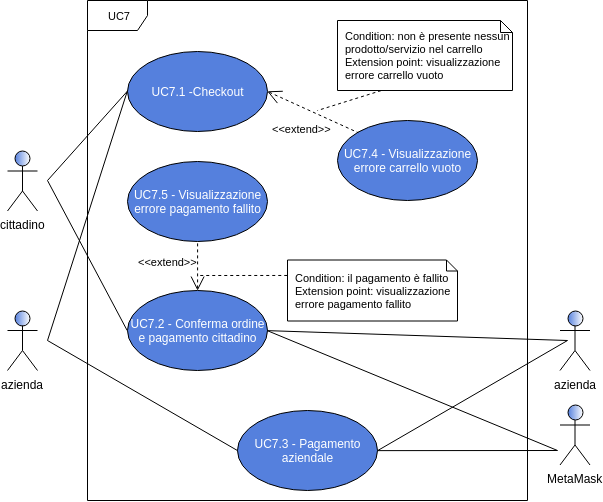 UC7
Condition: non è presente nessun
prodotto/servizio nel carrello
Extension point: visualizzazione
errore carrello vuoto
UC7.1 -Checkout
<<extend>>
UC7.4 - Visualizzazione
errore carrello vuoto
cittadino
UC7.5 - Visualizzazione
errore pagamento fallito
<<extend>>
Condition: il pagamento è fallito
Extension point: visualizzazione
errore pagamento fallito
UC7.2 - Conferma ordine
e pagamento cittadino
azienda
azienda
UC7.3 - Pagamento
aziendale
MetaMask